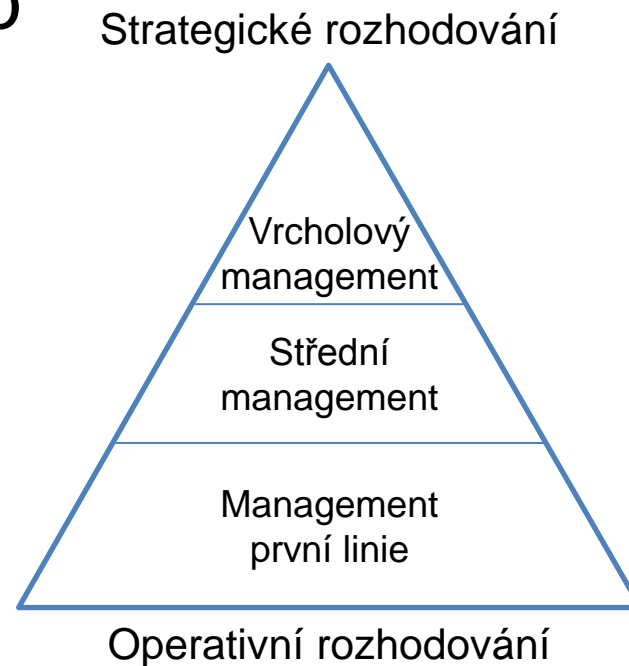 Strategické rozhodování
Vrcholový
management
Střední
management
Management
první linie
Operativní rozhodování